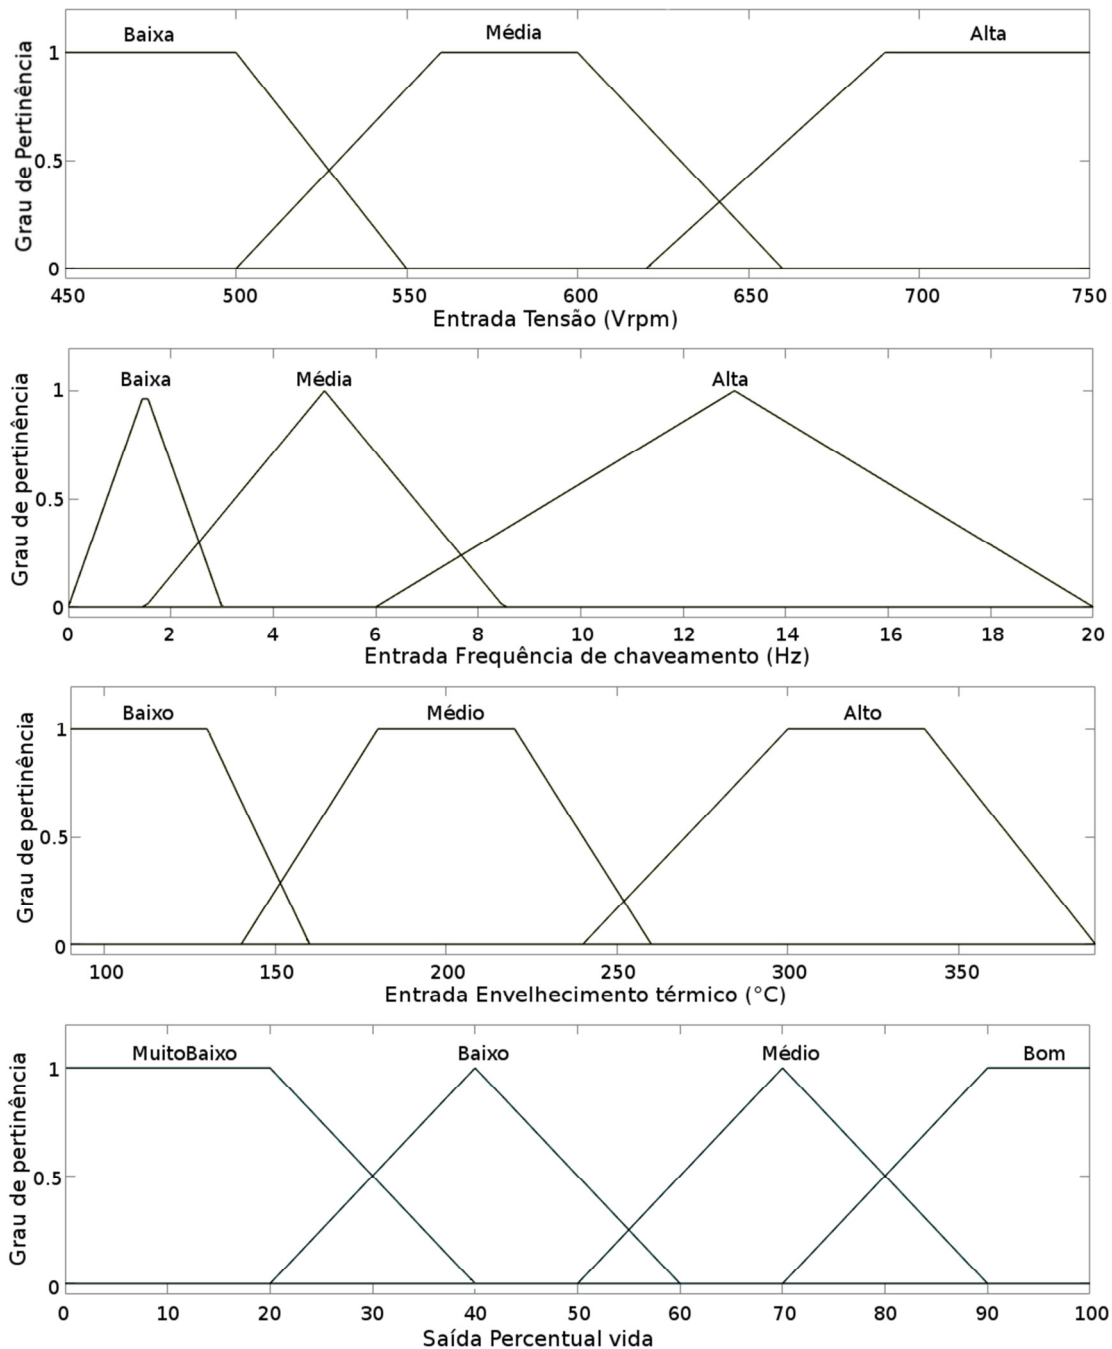 Baixa
Média
Alta
Grau de Pertinência
1
0.5
0
450 500 550 600 650 700 750
Entrada Tensão (Vrpm)
Baixa
Média
Alta
Grau de pertinência
1
0.5
0
0 2 4 6 8 10 12 14 16 18 20
Entrada Frequência de chaveamento (Hz)
Baixo
Médio
Alto
Grau de pertinência
1
0.5
0
100 150 200 250 300 350
Entrada Envelhecimento térmico (°C)
MuitoBaixo
Baixo
Médio
Bom
Grau de pertinência
1
0.5
0
0 10 20 30 40 50 60 70 80 90 100
Saída Percentual vida